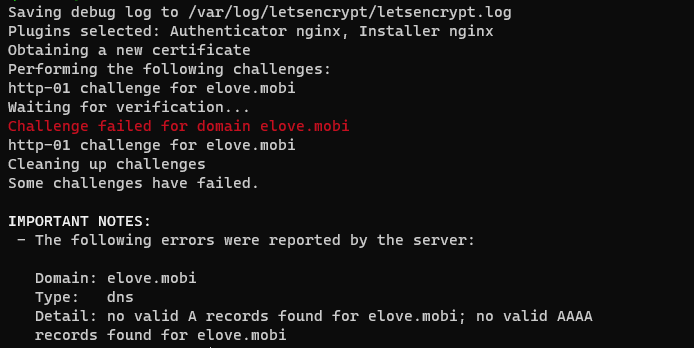 Saving debug log to /var/log/letsencrypt/letsencrypt.log
Plugins selected: Authenticator nginx, Installer nginx
Obtaining a new certificate
Performing the following challenges:
http-01 challenge for elove.mobi
Waiting for verification...
Challenge failed for domain elove.mobi
http-01 challenge for elove.mobi
Cleaning up challenges
Some challenges have failed.

IMPORTANT NOTES:
 - The following errors were reported by the server:

   Domain: elove.mobi
   Type:   dns
   Detail: no valid A records found for elove.mobi; no valid AAAA
   records found for elove.mobi